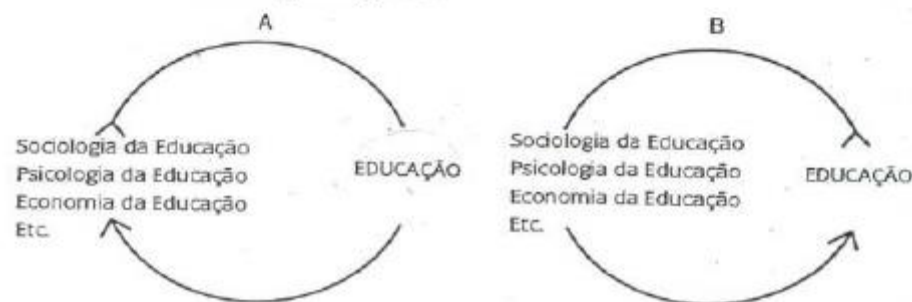 A
Sociologia da Educação
Psicologia da Educação
Economia da Educação
Etc.
EDUCAÇÃO
B
Sociologia da Educação
Psicologia da Educação
Economia da Educação
Etc.
EDUCAÇÃO